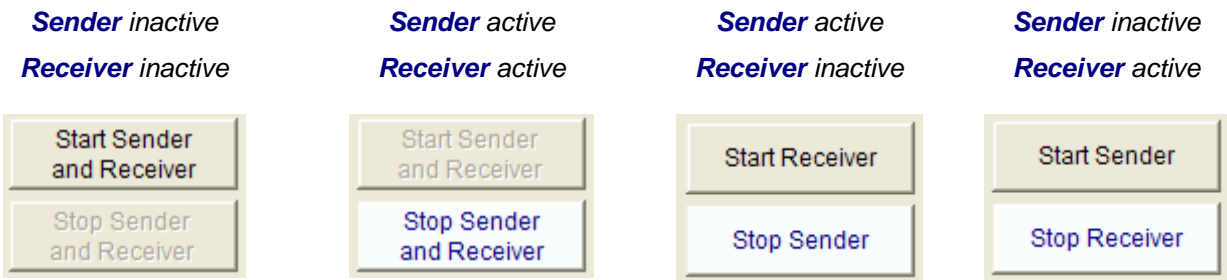 Sender inactive
Receiver inactive
Start Sender
and Receiver
Stop Sender
and Receiver
Sender active
Receiver active
Start Sender
and Receiver
Stop Sender
and Receiver
Sender active
Receiver inactive
Start Receiver
Stop Sender
Sender inactive
Receiver active
Start Sender
Stop Receiver